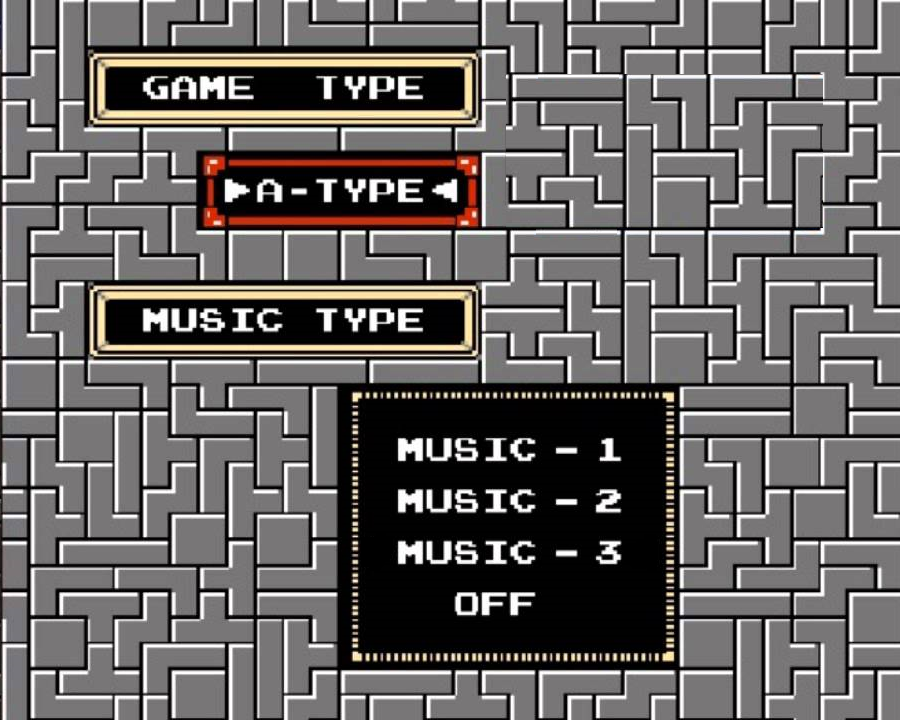 GAME TYPE
▶A-TYPE◀
MUSIC TYPE
MUSIC - 1
MUSIC - 2
MUSIC - 3
OFF